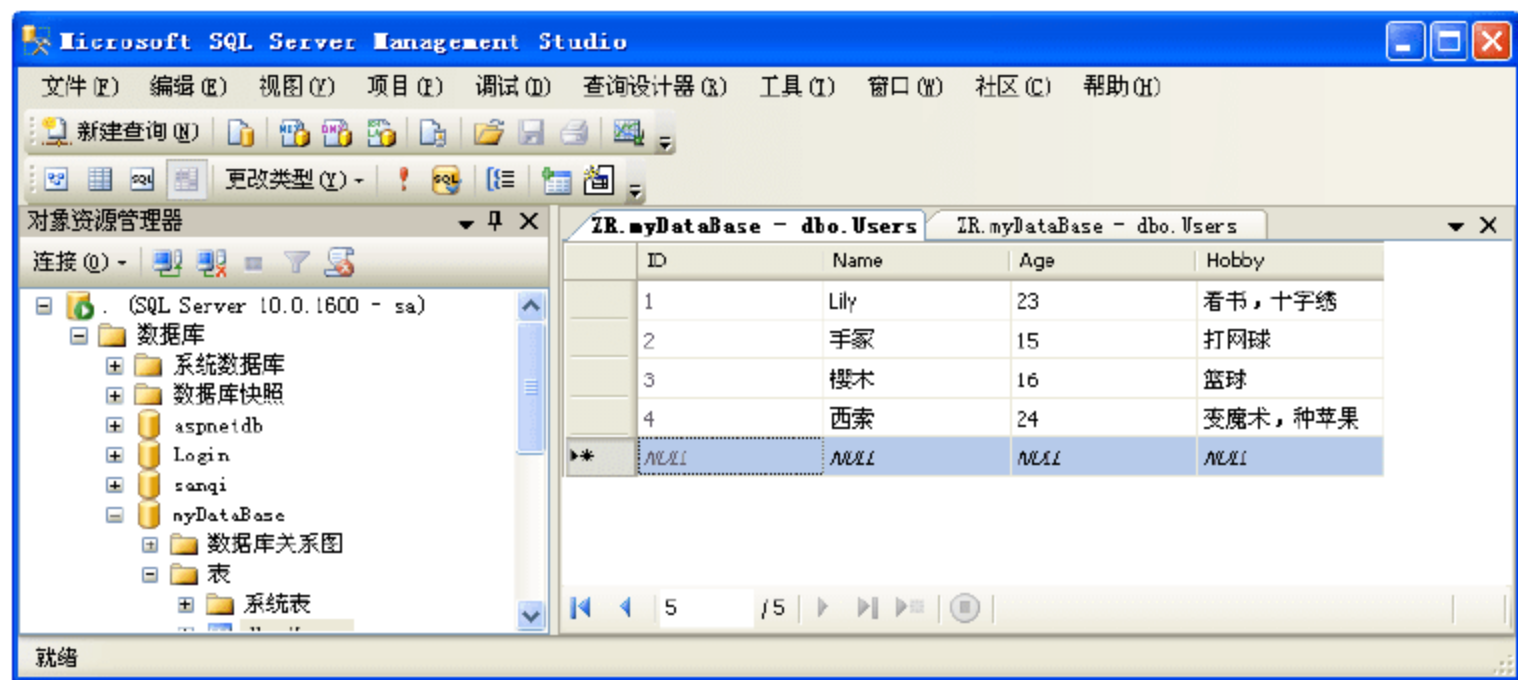 Microsoft SQL Server Management Studio
文件(F) 编辑(E) 视图(V) 项目(P) 调试(D) 查询设计器(R) 工具(T) 窗口(W) 社区(C) 帮助(H)
新建查询(N)
更改类型(Y)
对象资源管理器
连接(O)
. (SQL Server 10.0.1600 - sa)
数据库
系统数据库
数据库快照
aspnetdb
Login
sanqi
myDataBase
数据库关系图
表
系统表
ZR.myDataBase - dbo.Users ZR.myDataBase - dbo.Users
ID Name Age Hobby
1 Lily 23 看书，十字绣
2 手冢 15 打网球
3 樱木 16 篮球
4 西索 24 变魔术，种苹果
NULL NULL NULL NULL
5 /5
就绪